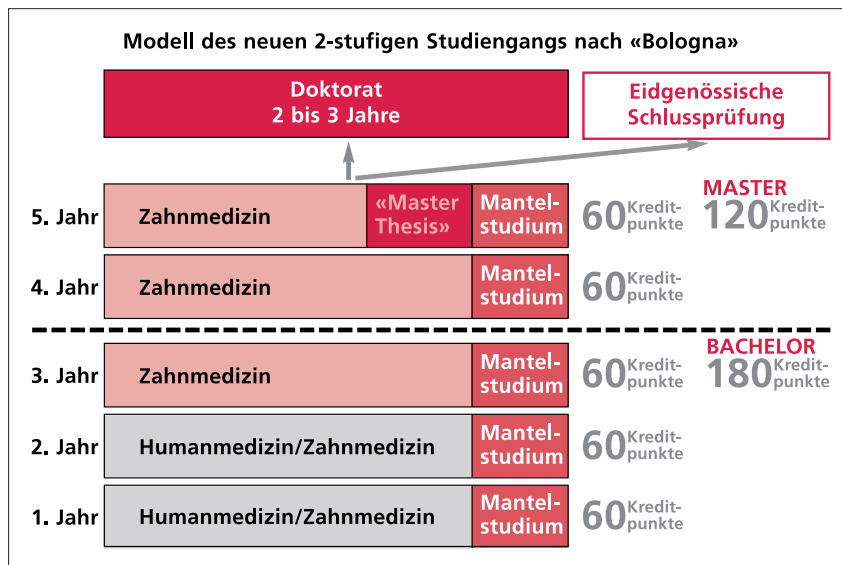 Modell des neuen 2-stufigen Studiengangs nach «Bologna»
Doktorat
2 bis 3 Jahre
Eidgenössische
Schlussprüfung
5. Jahr
Zahnmedizin
«Master
Thesis»
Mantel-
studium
60 Kredit-
punkte
MASTER
120 Kredit-
punkte
4. Jahr
Zahnmedizin
Mantel-
studium
60 Kredit-
punkte
3. Jahr
Zahnmedizin
Mantel-
studium
60 Kredit-
punkte
BACHELOR
180 Kredit-
punkte
2. Jahr
Humanmedizin/Zahnmedizin
Mantel-
studium
60 Kredit-
punkte
1. Jahr
Humanmedizin/Zahnmedizin
Mantel-
studium
60 Kredit-
punkte